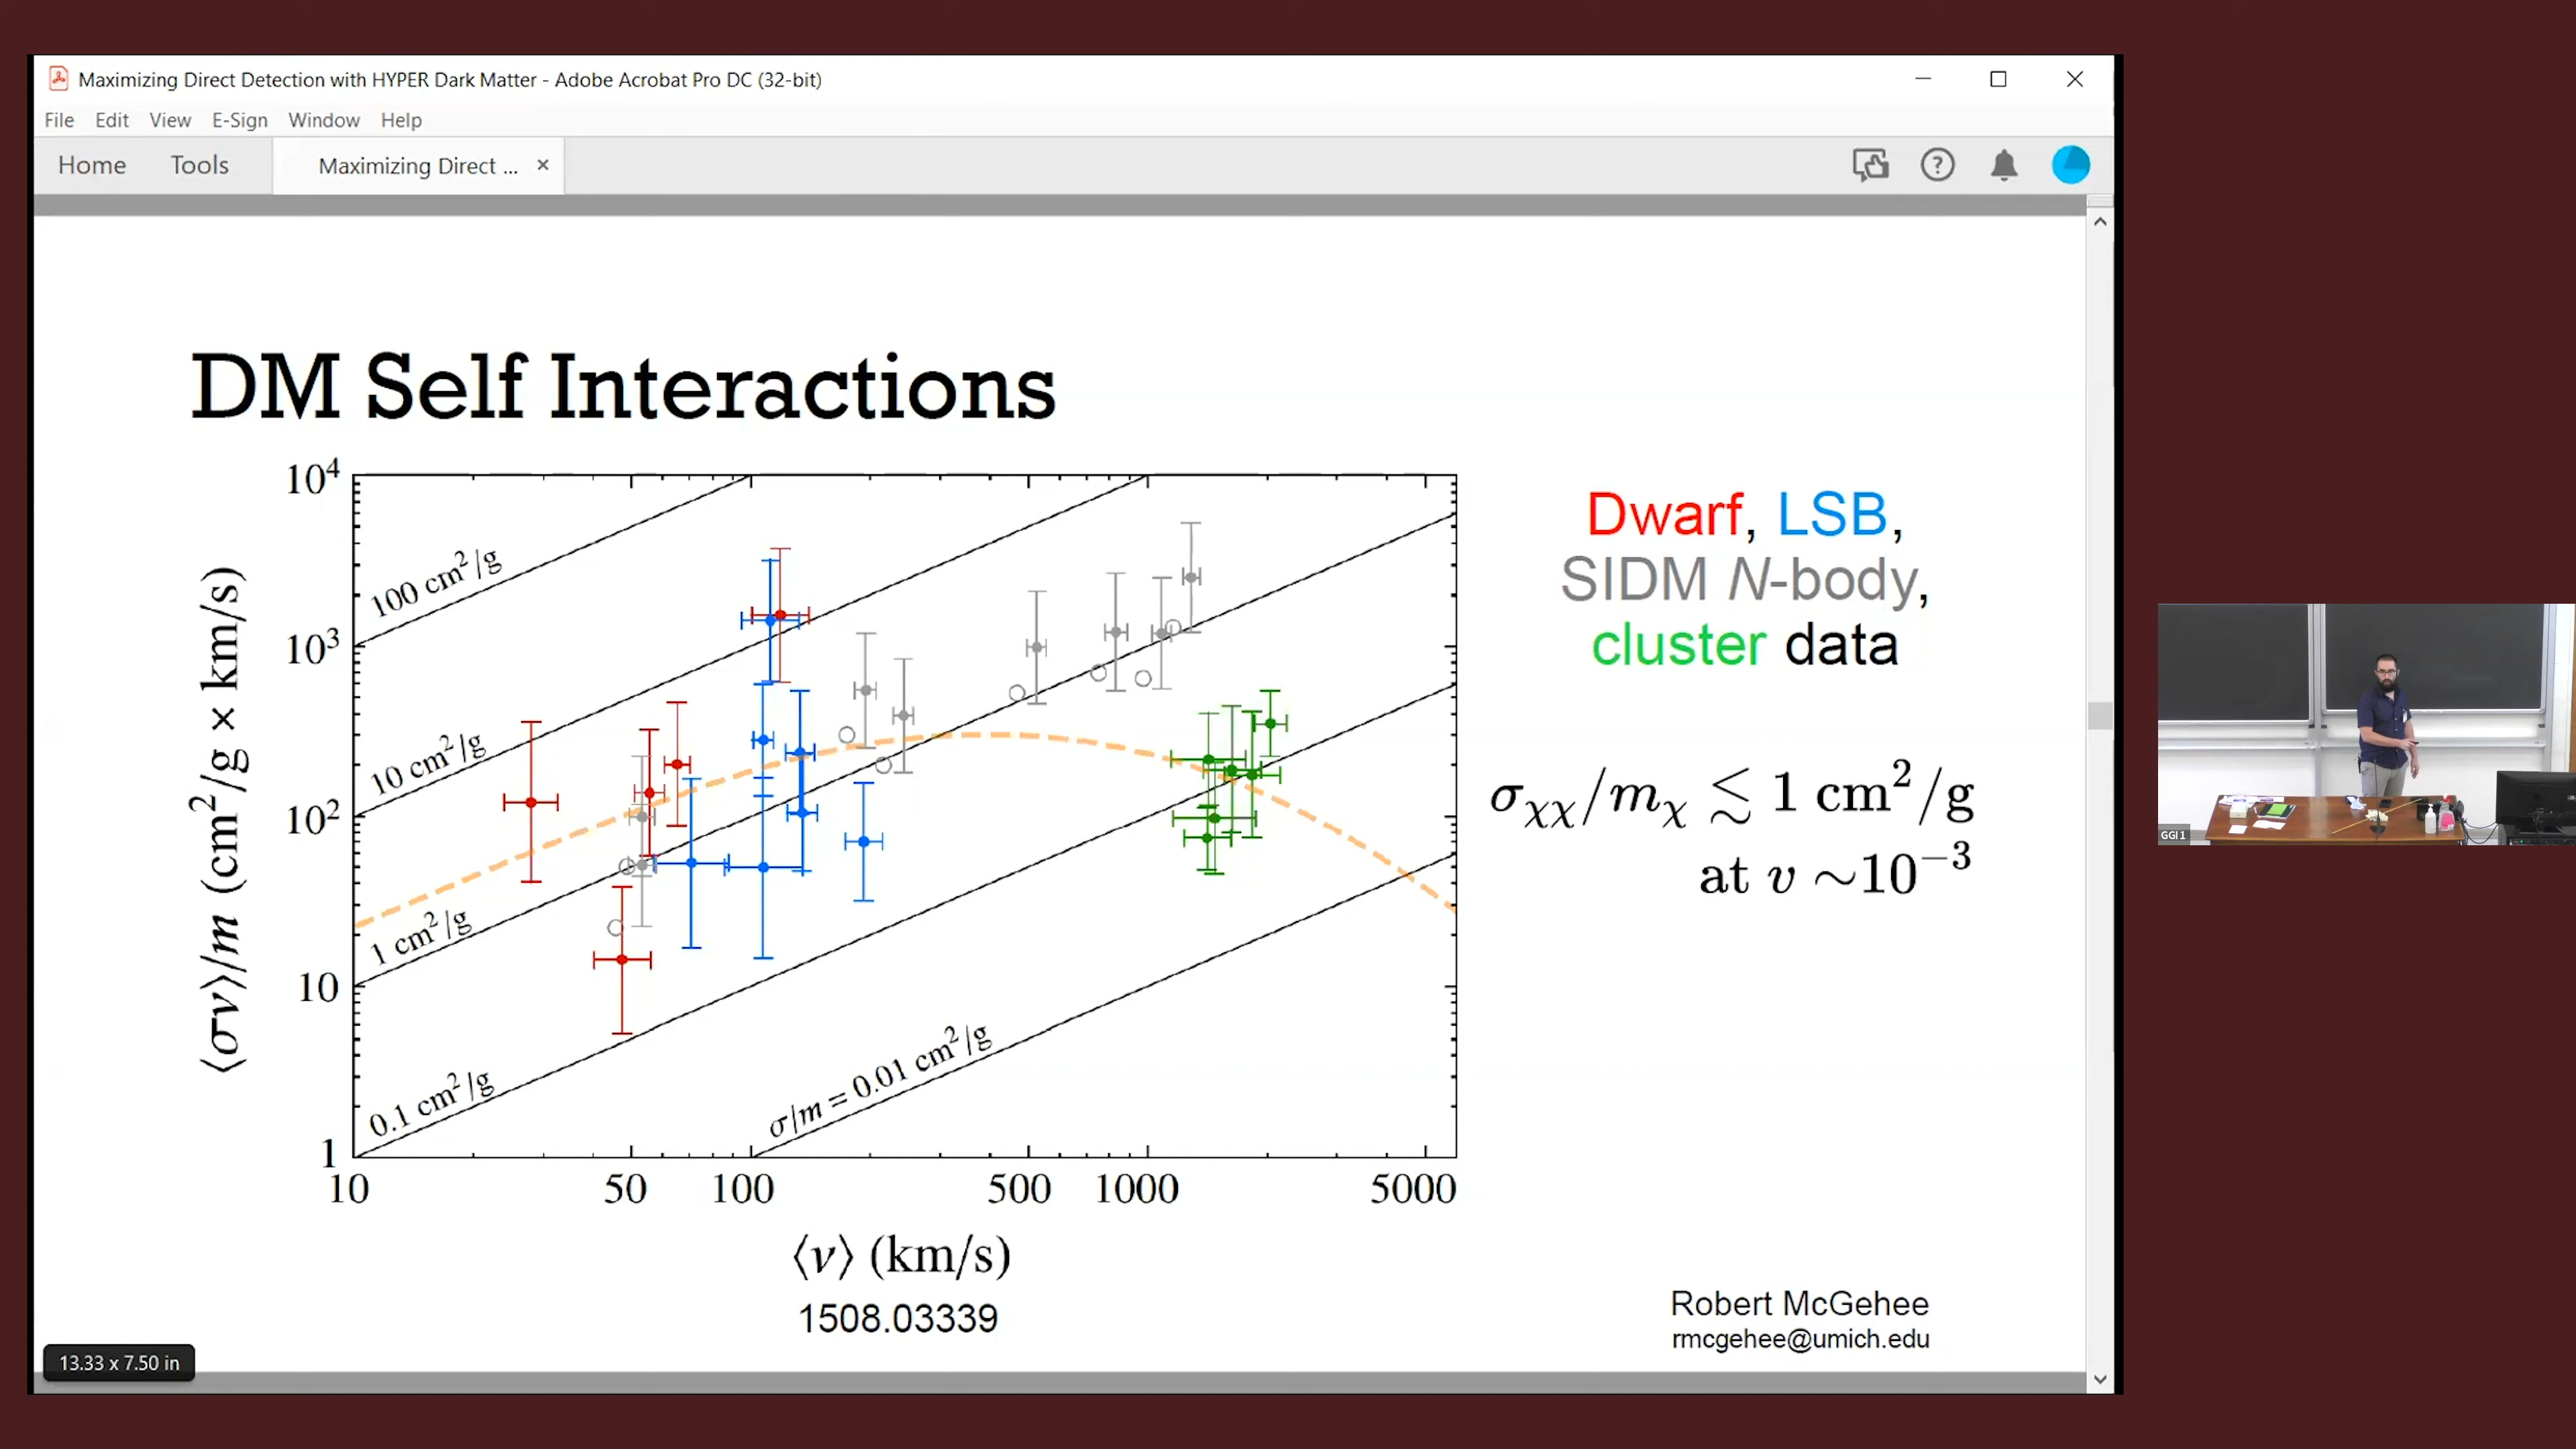 Maximizing Direct Detection with HYPER Dark Matter - Adobe Acrobat Pro DC (32-bit)
File Edit View E-Sign Window Help
Home Tools Maximizing Direct ... ×
DM Self Interactions
10⁴
10³
10²
10
1
⟨σv⟩/m (cm²/g × km/s)
100 cm²/g
10 cm²/g
1 cm²/g
0.1 cm²/g
σ/m = 0.01 cm²/g
10 50 100 500 1000 5000
⟨v⟩ (km/s)
1508.03339
Dwarf, LSB,
SIDM N-body,
cluster data
σχχ/mχ ≲ 1 cm²/g
at v ~10⁻³
Robert McGehee
rmcgehee@umich.edu
13.33 x 7.50 in
GGI 1